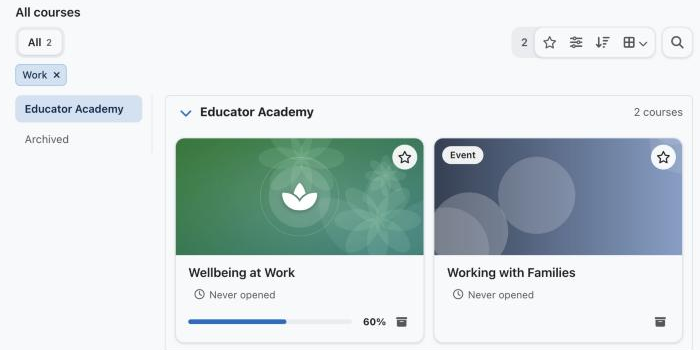 All courses
All 2
2
Work ×
Educator Academy
Archived
Educator Academy
2 courses
Event
Wellbeing at Work
Never opened
60%
Working with Families
Never opened